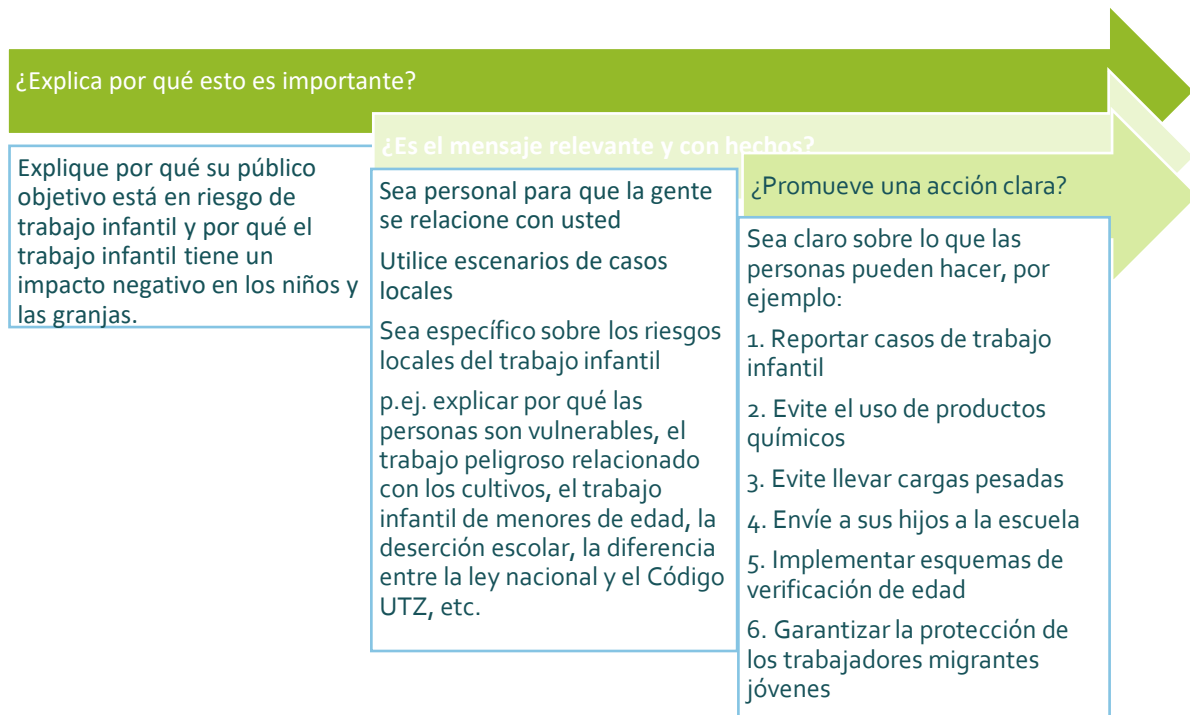 ¿Explica por qué esto es importante?
Explique por qué su público
objetivo está en riesgo de
trabajo infantil y por qué el
trabajo infantil tiene un
impacto negativo en los niños y
las granjas.
¿Es el mensaje relevante y con hechos?
Sea personal para que la gente
se relacione con usted
Utilice escenarios de casos
locales
Sea específico sobre los riesgos
locales del trabajo infantil
p.ej. explicar por qué las
personas son vulnerables, el
trabajo peligroso relacionado
con los cultivos, el trabajo
infantil de menores de edad, la
deserción escolar, la diferencia
entre la ley nacional y el Código
UTZ, etc.
¿Promueve una acción clara?
Sea claro sobre lo que las
personas pueden hacer, por
ejemplo:
1. Reportar casos de trabajo
infantil
2. Evite el uso de productos
químicos
3. Evite llevar cargas pesadas
4. Envíe a sus hijos a la escuela
5. Implementar esquemas de
verificación de edad
6. Garantizar la protección de
los trabajadores migrantes
jóvenes